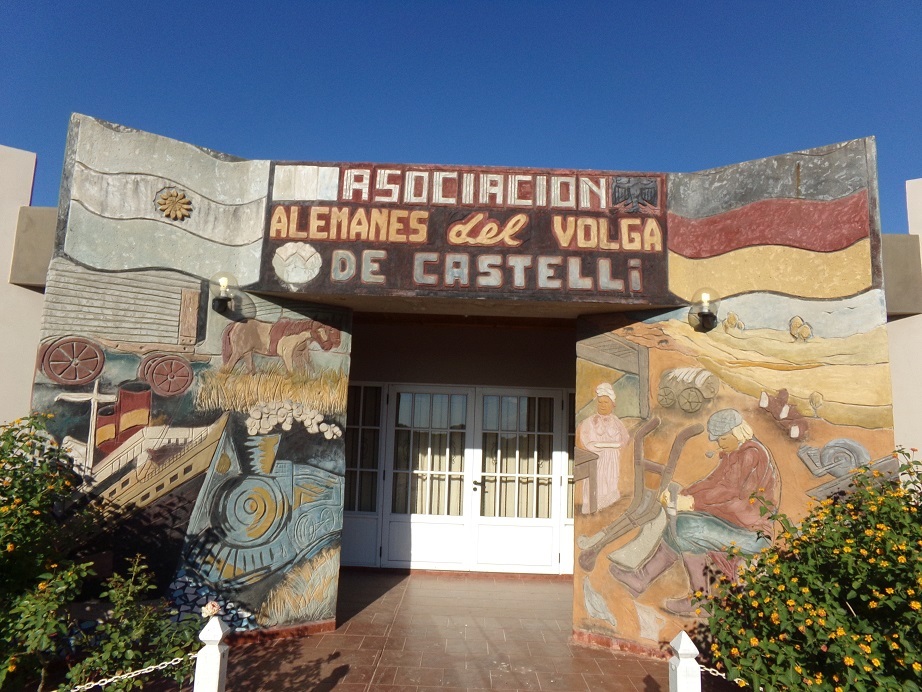 ASOCIACION
ALEMANES del VOLGA
DE CASTELLi